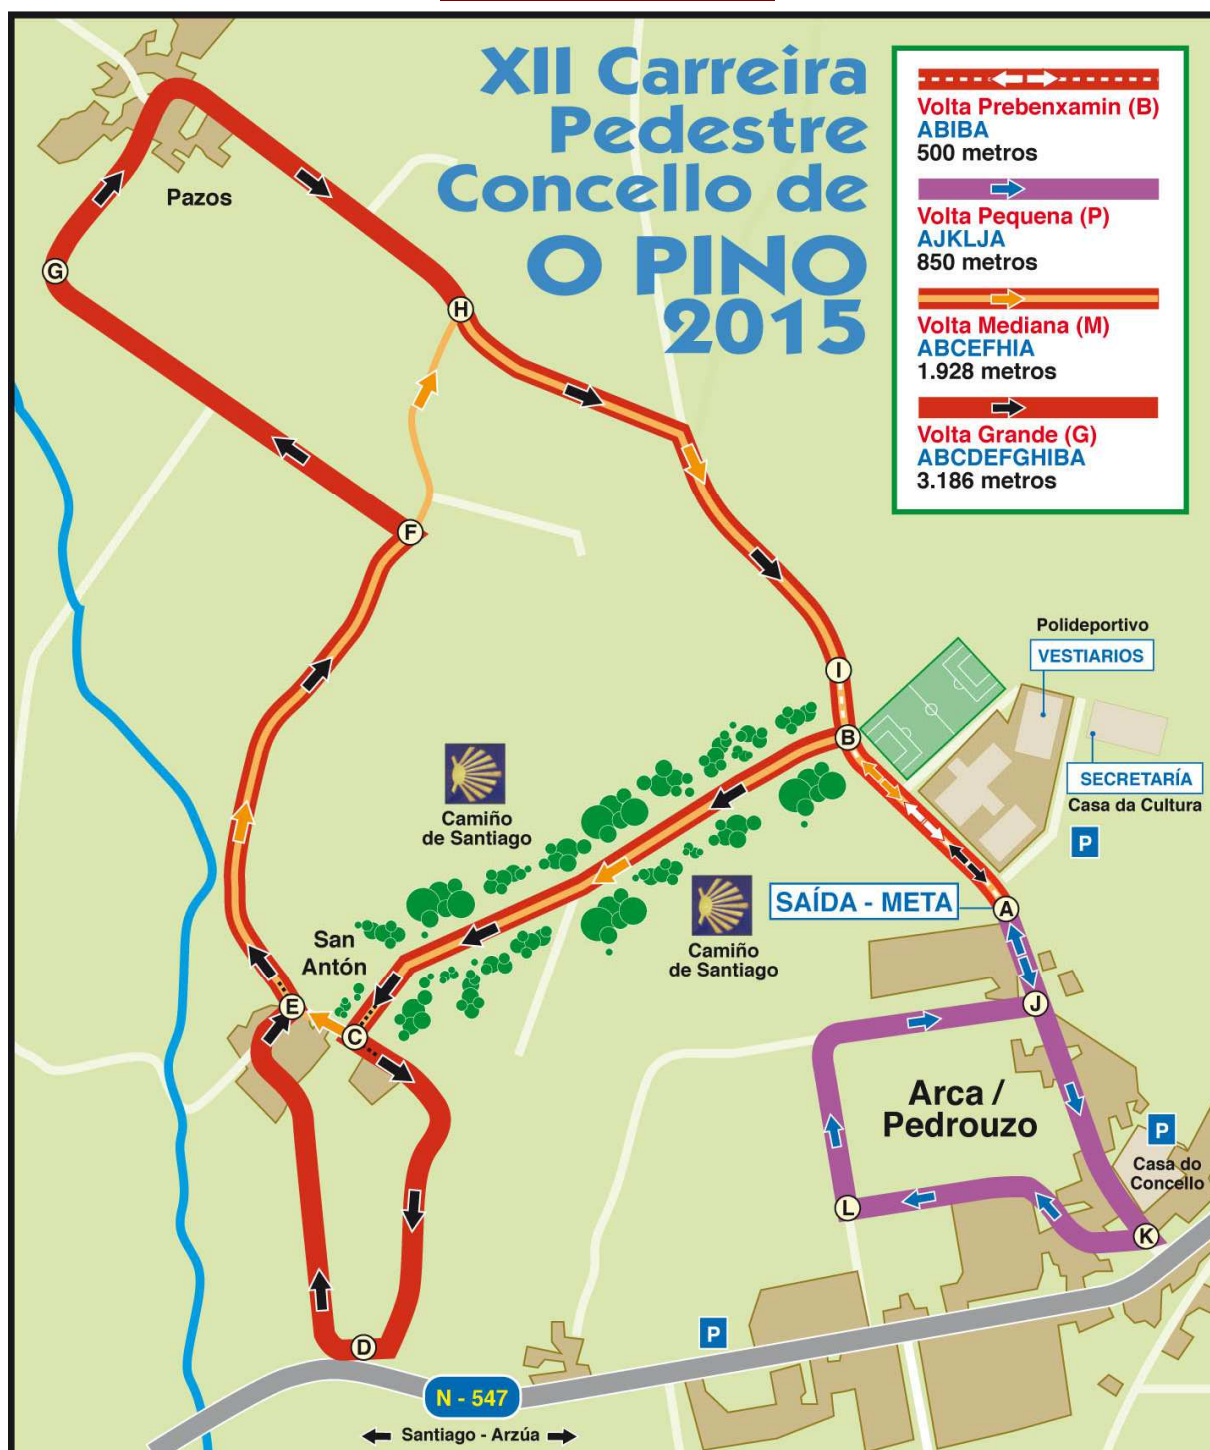 XII Carreira
Pedestre
Concello de
O PINO
2015
Volta Prebenxamin (B)
ABIBA
500 metros
Volta Pequena (P)
AJKLJA
850 metros
Volta Mediana (M)
ABCEFHIA
1.928 metros
Volta Grande (G)
ABCDEFGHIBA
3.186 metros
Pazos
G
H
F
Polideportivo
VESTIARIOS
I
B
SECRETARÍA
Casa da Cultura
P
Camiño
de Santiago
SAÍDA - META
A
Camiño
de Santiago
San
Antón
E
C
J
Arca /
Pedrouzo
P
Casa do
Concello
L
K
P
D
N - 547
Santiago - Arzúa